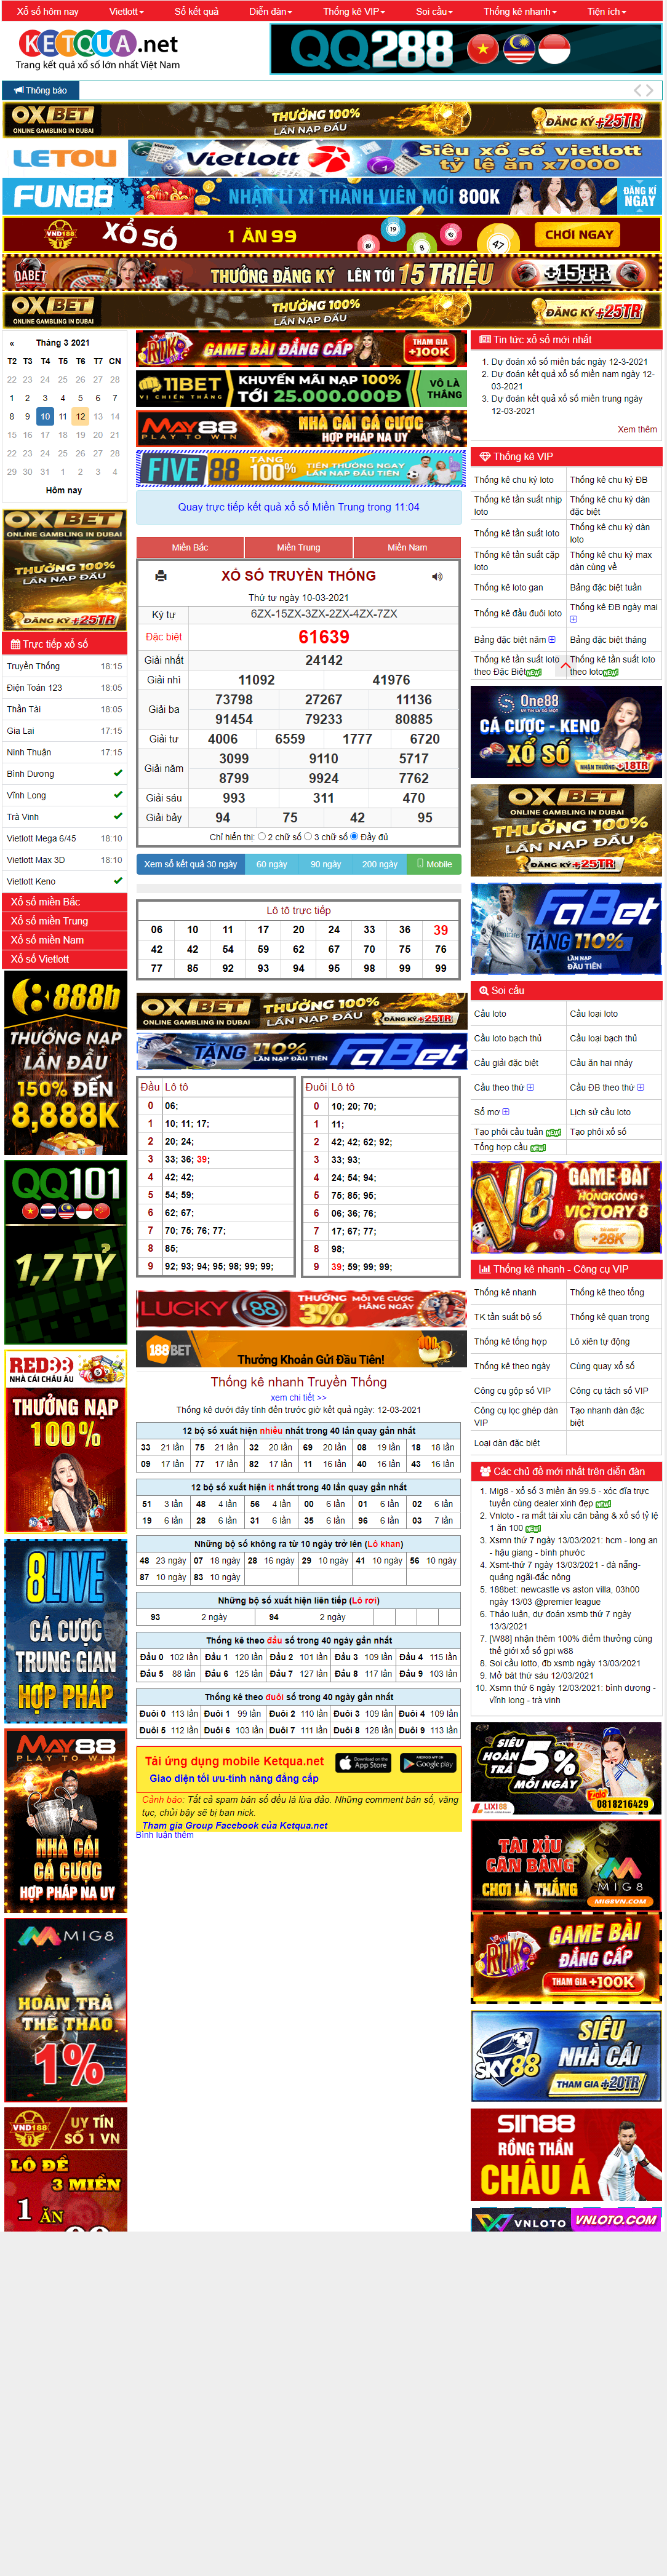 Xổ số hôm nay Vietlott Sổ kết quả Diễn đàn Thống kê VIP Soi cầu Thống kê nhanh Tiện ích
KETQUA.net
Trang kết quả xổ số lớn nhất Việt Nam
QQ288
Thông báo
OXBET ONLINE GAMBLING IN DUBAI THƯỞNG 100% LẦN NẠP ĐẦU ĐĂNG KÝ +25TR
LETOU Vietlott Siêu xổ số vietlott tỷ lệ ăn x7000
FUN88 NHẬN LÌ XÌ THÀNH VIÊN MỚI 800K ĐĂNG KÍ NGAY
VND188 XỔ SỐ 1 ĂN 99 CHƠI NGAY
DABET THƯỞNG ĐĂNG KÝ LÊN TỚI 15 TRIỆU +15TR
OXBET ONLINE GAMBLING IN DUBAI THƯỞNG 100% LẦN NẠP ĐẦU ĐĂNG KÝ +25TR
« Tháng 3 2021
T2 T3 T4 T5 T6 T7 CN
22 23 24 25 26 27 28
1 2 3 4 5 6 7
8 9 10 11 12 13 14
15 16 17 18 19 20 21
22 23 24 25 26 27 28
29 30 31 1 2 3 4
Hôm nay
OXBET
ONLINE GAMBLING IN DUBAI
THƯỞNG 100%
LẦN NẠP ĐẦU
ĐĂNG KÝ +25TR
Trực tiếp xổ số
Truyền Thống 18:15
Điện Toán 123 18:05
Thần Tài 18:05
Gia Lai 17:15
Ninh Thuận 17:15
Bình Dương
Vĩnh Long
Trà Vinh
Vietlott Mega 6/45 18:10
Vietlott Max 3D 18:10
Vietlott Keno
Xổ số miền Bắc
Xổ số miền Trung
Xổ số miền Nam
Xổ số Vietlott
888b
THƯỞNG NẠP
LẦN ĐẦU
150% ĐẾN
8,888K
QQ101
1,7 TỶ
RED88
NHÀ CÁI CHÂU ÂU
THƯỞNG NẠP
100%
8LIVE
CÁ CƯỢC
TRUNG GIAN
HỢP PHÁP
MAY88
PLAY TO WIN
NHÀ CÁI
CÁ CƯỢC
HỢP PHÁP NA UY
MIG8
HOÀN TRẢ
THỂ THAO
1%
VND188 UY TÍN
SỐ 1 VN
LÔ ĐỀ
3 MIỀN
1 ĂN
RIK GAME BÀI ĐẲNG CẤP THAM GIA +100K
11BET VỊ CHIẾN THẮNG KHUYẾN MÃI NẠP 100% TỚI 25.000.000Đ VÔ LÀ THẮNG
MAY88 PLAY TO WIN NHÀ CÁI CÁ CƯỢC HỢP PHÁP NA UY
FIVE88 TẶNG 100% TIỀN THƯỞNG NGAY LẦN NẠP ĐẦU TIÊN
Quay trực tiếp kết quả xổ số Miền Trung trong 11:04
Miền Bắc Miền Trung Miền Nam
XỔ SỐ TRUYỀN THỐNG
Thứ tư ngày 10-03-2021
Ký tự 6ZX-15ZX-3ZX-2ZX-4ZX-7ZX
Đặc biệt 61639
Giải nhất 24142
Giải nhì 11092 41976
Giải ba 73798 27267 11136
91454 79233 80885
Giải tư 4006 6559 1777 6720
Giải năm 3099 9110 5717
8799 9924 7762
Giải sáu 993 311 470
Giải bảy 94 75 42 95
Chỉ hiển thị: 2 chữ số 3 chữ số Đầy đủ
Xem sổ kết quả 30 ngày 60 ngày 90 ngày 200 ngày Mobile
Lô tô trực tiếp
06 10 11 17 20 24 33 36 39
42 42 54 59 62 67 70 75 76
77 85 92 93 94 95 98 99 99
OXBET ONLINE GAMBLING IN DUBAI THƯỞNG 100% LẦN NẠP ĐẦU ĐĂNG KÝ +25TR
TẶNG 110% LẦN NẠP ĐẦU TIÊN FABET
Đầu Lô tô
0 06;
1 10; 11; 17;
2 20; 24;
3 33; 36; 39;
4 42; 42;
5 54; 59;
6 62; 67;
7 70; 75; 76; 77;
8 85;
9 92; 93; 94; 95; 98; 99; 99;
Đuôi Lô tô
0 10; 20; 70;
1 11;
2 42; 42; 62; 92;
3 33; 93;
4 24; 54; 94;
5 75; 85; 95;
6 06; 36; 76;
7 17; 67; 77;
8 98;
9 39; 59; 99; 99;
LUCKY88 THƯỞNG 3% MỖI VÉ CƯỢC HÀNG NGÀY
188BET Thưởng Khoản Gửi Đầu Tiên!
Thống kê nhanh Truyền Thống
xem chi tiết >>
Thống kê dưới đây tính đến trước giờ kết quả ngày: 12-03-2021
12 bộ số xuất hiện nhiều nhất trong 40 lần quay gần nhất
33 21 lần 75 21 lần 32 20 lần 69 20 lần 08 19 lần 18 18 lần
09 17 lần 77 17 lần 82 17 lần 11 16 lần 40 16 lần 43 16 lần
12 bộ số xuất hiện ít nhất trong 40 lần quay gần nhất
51 3 lần 48 4 lần 56 4 lần 00 6 lần 01 6 lần 02 6 lần
19 6 lần 28 6 lần 31 6 lần 35 6 lần 96 6 lần 03 7 lần
Những bộ số không ra từ 10 ngày trở lên (Lô khan)
48 23 ngày 07 18 ngày 28 16 ngày 29 10 ngày 41 10 ngày 56 10 ngày
87 10 ngày 83 10 ngày
Những bộ số xuất hiện liên tiếp (Lô rơi)
93 2 ngày 94 2 ngày
Thống kê theo đầu số trong 40 ngày gần nhất
Đầu 0 102 lần Đầu 1 120 lần Đầu 2 101 lần Đầu 3 109 lần Đầu 4 115 lần
Đầu 5 88 lần Đầu 6 125 lần Đầu 7 127 lần Đầu 8 117 lần Đầu 9 103 lần
Thống kê theo đuôi số trong 40 ngày gần nhất
Đuôi 0 113 lần Đuôi 1 99 lần Đuôi 2 110 lần Đuôi 3 109 lần Đuôi 4 109 lần
Đuôi 5 112 lần Đuôi 6 103 lần Đuôi 7 111 lần Đuôi 8 128 lần Đuôi 9 113 lần
Tải ứng dụng mobile Ketqua.net
Giao diện tối ưu-tính năng đẳng cấp
Download on the App Store Google play
Cảnh báo: Tất cả spam bán số đều là lừa đảo. Những comment bán số, văng
tục, chửi bậy sẽ bị ban nick.
Tham gia Group Facebook của Ketqua.net
Bình luận thêm
Tin tức xổ số mới nhất
1. Dự đoán xổ số miền bắc ngày 12-3-2021
2. Dự đoán kết quả xổ số miền nam ngày 12-
03-2021
3. Dự đoán kết quả xổ số miền trung ngày
12-03-2021
Xem thêm
Thống kê VIP
Thống kê chu kỳ loto Thống kê chu kỳ ĐB
Thống kê tần suất nhịp loto Thống kê chu kỳ dàn đặc biệt
Thống kê tần suất loto Thống kê chu kỳ dàn loto
Thống kê tần suất cặp loto Thống kê chu kỳ max dàn cùng về
Thống kê loto gan Bảng đặc biệt tuần
Thống kê đầu đuôi loto Thống kê ĐB ngày mai
Bảng đặc biệt năm Bảng đặc biệt tháng
Thống kê tần suất loto theo Đặc Biệt NEW Thống kê tần suất loto theo loto NEW
One88
CÁ CƯỢC - KENO
XỔ SỐ
NHẬN THƯỞNG +18TR
OXBET
ONLINE GAMBLING IN DUBAI
THƯỞNG 100%
LẦN NẠP ĐẦU
ĐĂNG KÝ +25TR
FABET
TẶNG 110%
LẦN NẠP
ĐẦU TIÊN
Soi cầu
Cầu loto Cầu loại loto
Cầu loto bạch thủ Cầu loại bạch thủ
Cầu giải đặc biệt Cầu ăn hai nháy
Cầu theo thứ Cầu ĐB theo thứ
Sổ mơ Lịch sử cầu loto
Tạo phôi cầu tuần NEW Tạo phôi xổ số
Tổng hợp cầu NEW
V8 GAME BÀI
HONGKONG
VICTORY 8
+28K
Thống kê nhanh - Công cụ VIP
Thống kê nhanh Thống kê theo tổng
TK tần suất bộ số Thống kê quan trọng
Thống kê tổng hợp Lô xiên tự động
Thống kê theo ngày Cùng quay xổ số
Công cụ gộp số VIP Công cụ tách số VIP
Công cụ lọc ghép dàn VIP Tạo nhanh dàn đặc biệt
Loại dàn đặc biệt
Các chủ đề mới nhất trên diễn đàn
1. Mig8 - xổ số 3 miền ăn 99.5 - xóc đĩa trực
tuyến cùng dealer xinh đẹp NEW
2. Vnloto - ra mắt tài xỉu cân bằng & xổ số tỷ lệ
1 ăn 100 NEW
3. Xsmn thứ 7 ngày 13/03/2021: hcm - long an
- hậu giang - bình phước
4. Xsmt-thứ 7 ngày 13/03/2021 - đà nẵng-
quảng ngãi-đắc nông
5. 188bet: newcastle vs aston villa, 03h00
ngày 13/03 @premier league
6. Thảo luận, dự đoán xsmb thứ 7 ngày
13/3/2021
7. [W88] nhận thêm 100% điểm thưởng cùng
thế giới xổ số gpi w88
8. Soi cầu lotto, đb xsmb ngày 13/03/2021
9. Mở bát thứ sáu 12/03/2021
10. Xsmn thứ 6 ngày 12/03/2021: bình dương -
vĩnh long - trà vinh
SIÊU
HOÀN TRẢ 5%
MỖI NGÀY
LIXI88 Zalo 0818216429
TÀI XỈU
CÂN BẰNG
CHƠI LÀ THẮNG
MIG8
MIG8VN.COM
RIK GAME BÀI
ĐẲNG CẤP
THAM GIA +100K
SKY88 SIÊU
NHÀ CÁI
THAM GIA +20TR
SIN88
RỒNG THẦN
CHÂU Á
VNLOTO VNLOTO.COM